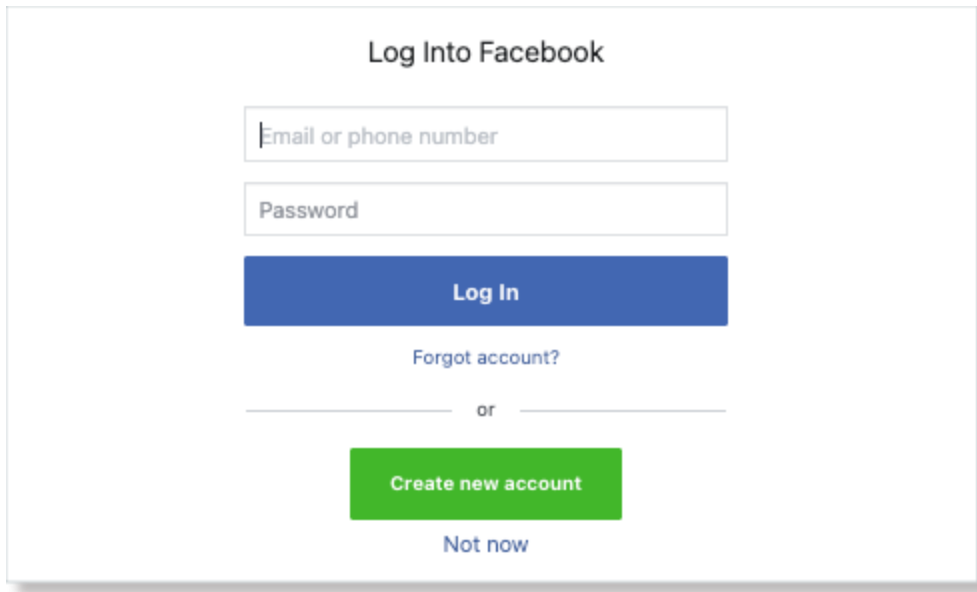 Log Into Facebook
Email or phone number
Password
Log In
Forgot account?
or
Create new account
Not now